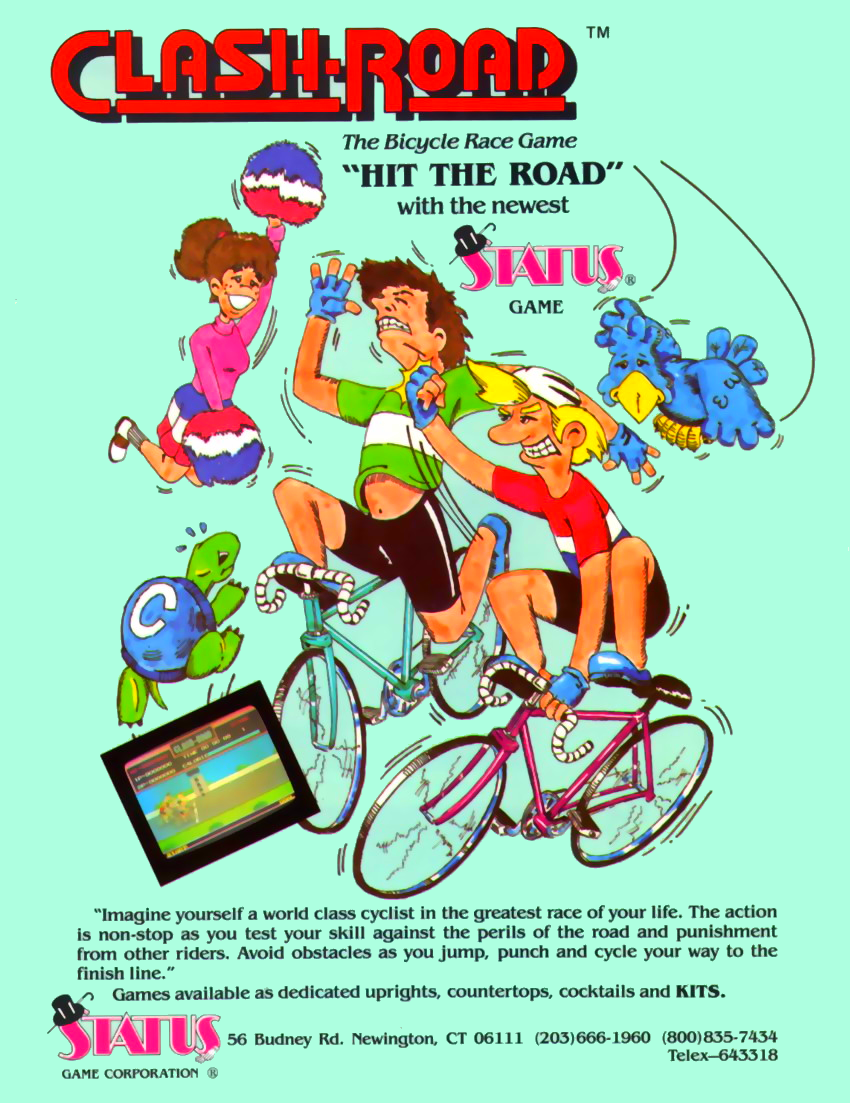 CLASH-ROAD TM
The Bicycle Race Game
"HIT THE ROAD"
with the newest
STATUS ®
GAME
C
CLASH-ROAD
"Imagine yourself a world class cyclist in the greatest race of your life. The action
is non-stop as you test your skill against the perils of the road and punishment
from other riders. Avoid obstacles as you jump, punch and cycle your way to the
finish line."
Games available as dedicated uprights, countertops, cocktails and KITS.
STATUS
GAME CORPORATION ®
56 Budney Rd. Newington, CT 06111 (203)666-1960 (800)835-7434
Telex–643318